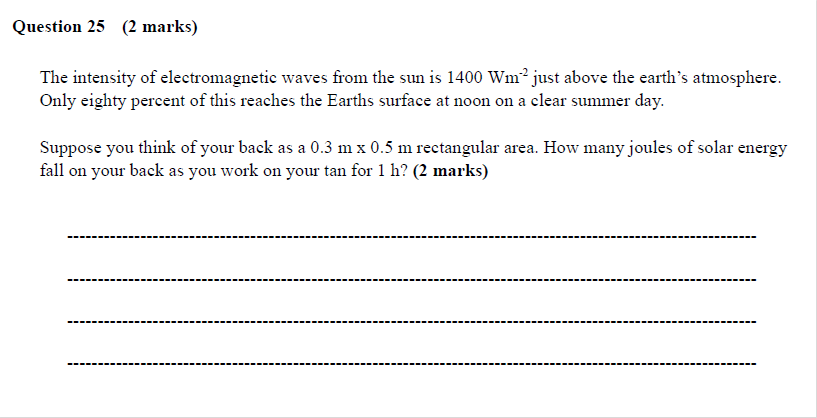 Question 25 (2 marks)
The intensity of electromagnetic waves from the sun is 1400 Wm⁻² just above the earth's atmosphere.
Only eighty percent of this reaches the Earths surface at noon on a clear summer day.
Suppose you think of your back as a 0.3 m x 0.5 m rectangular area. How many joules of solar energy
fall on your back as you work on your tan for 1 h? (2 marks)